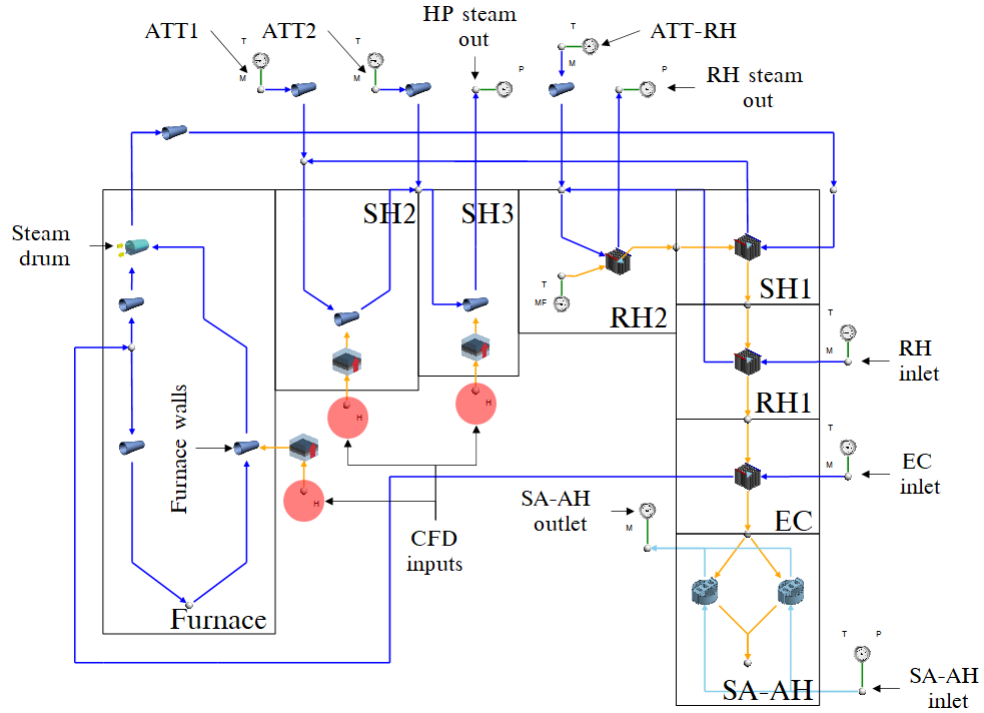 HP steam
out
ATT1
ATT2
ATT-RH
RH steam
out
T
M
T
M
P
T
M
P
Steam
drum
SH2
SH3
RH2
T
MF
SH1
T
M
RH
inlet
RH1
Furnace walls
H
H
H
T
M
EC
inlet
SA-AH
outlet
M
EC
CFD
inputs
Furnace
T
P
SA-AH
SA-AH
inlet